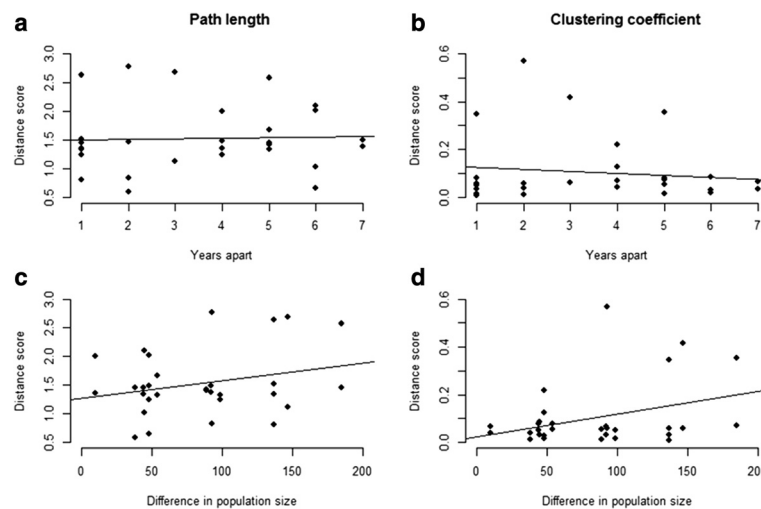 a
Path length
b
Clustering coefficient
Distance score
3.0
2.5
2.0
1.5
1.0
0.5
1 2 3 4 5 6 7
Years apart
Distance score
0.6
0.4
0.2
0.0
1 2 3 4 5 6 7
Years apart
c
Distance score
3.0
2.5
2.0
1.5
1.0
0.5
0 50 100 150 200
Difference in population size
d
Distance score
0.6
0.4
0.2
0.0
0 50 100 150 200
Difference in population size